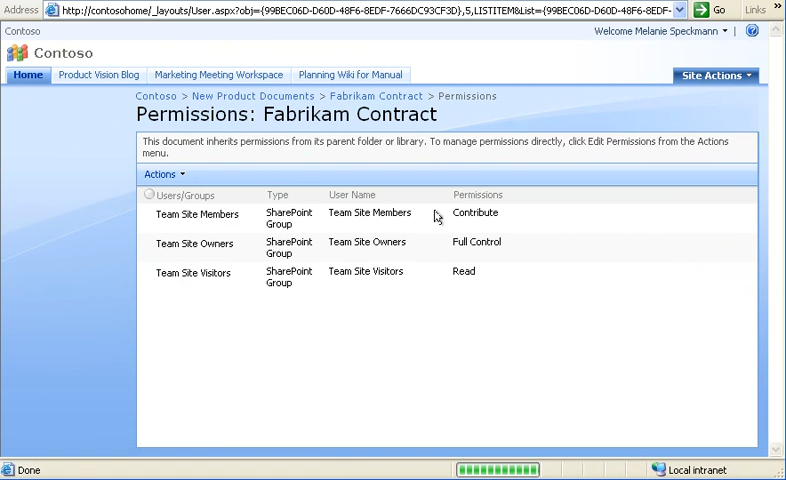 Address http://contosohome/_layouts/User.aspx?obj={99BEC06D-D60D-48F6-8EDF-7666DC93CF3D},5,LISTITEM&List={99BEC06D-D60D-48F6-8EDF- Go Links »
Contoso Welcome Melanie Speckmann
Contoso
Home Product Vision Blog Marketing Meeting Workspace Planning Wiki for Manual Site Actions
Contoso > New Product Documents > Fabrikam Contract > Permissions
Permissions: Fabrikam Contract
This document inherits permissions from its parent folder or library. To manage permissions directly, click Edit Permissions from the Actions
menu.
Actions
Users/Groups Type User Name Permissions
Team Site Members SharePoint Team Site Members Contribute
Group
Team Site Owners SharePoint Team Site Owners Full Control
Group
Team Site Visitors SharePoint Team Site Visitors Read
Group
Done Local intranet